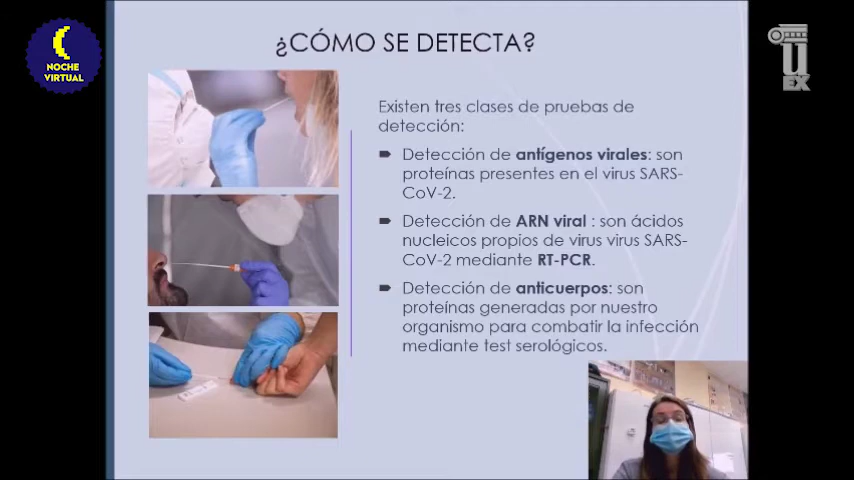 NOCHE
VIRTUAL
¿CÓMO SE DETECTA?
UEX
Existen tres clases de pruebas de
detección:
Detección de antígenos virales: son
proteínas presentes en el virus SARS-
CoV-2.
Detección de ARN viral : son ácidos
nucleicos propios de virus virus SARS-
CoV-2 mediante RT-PCR.
Detección de anticuerpos: son
proteínas generadas por nuestro
organismo para combatir la infección
mediante test serológicos.